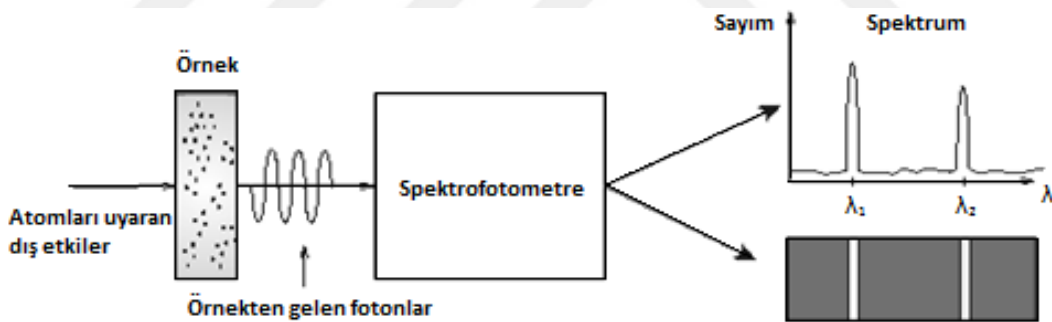 Sayım Spektrum
Örnek
Spektrofotometre
Atomları uyaran
dış etkiler
Örnekten gelen fotonlar
λ₁ λ₂ λ